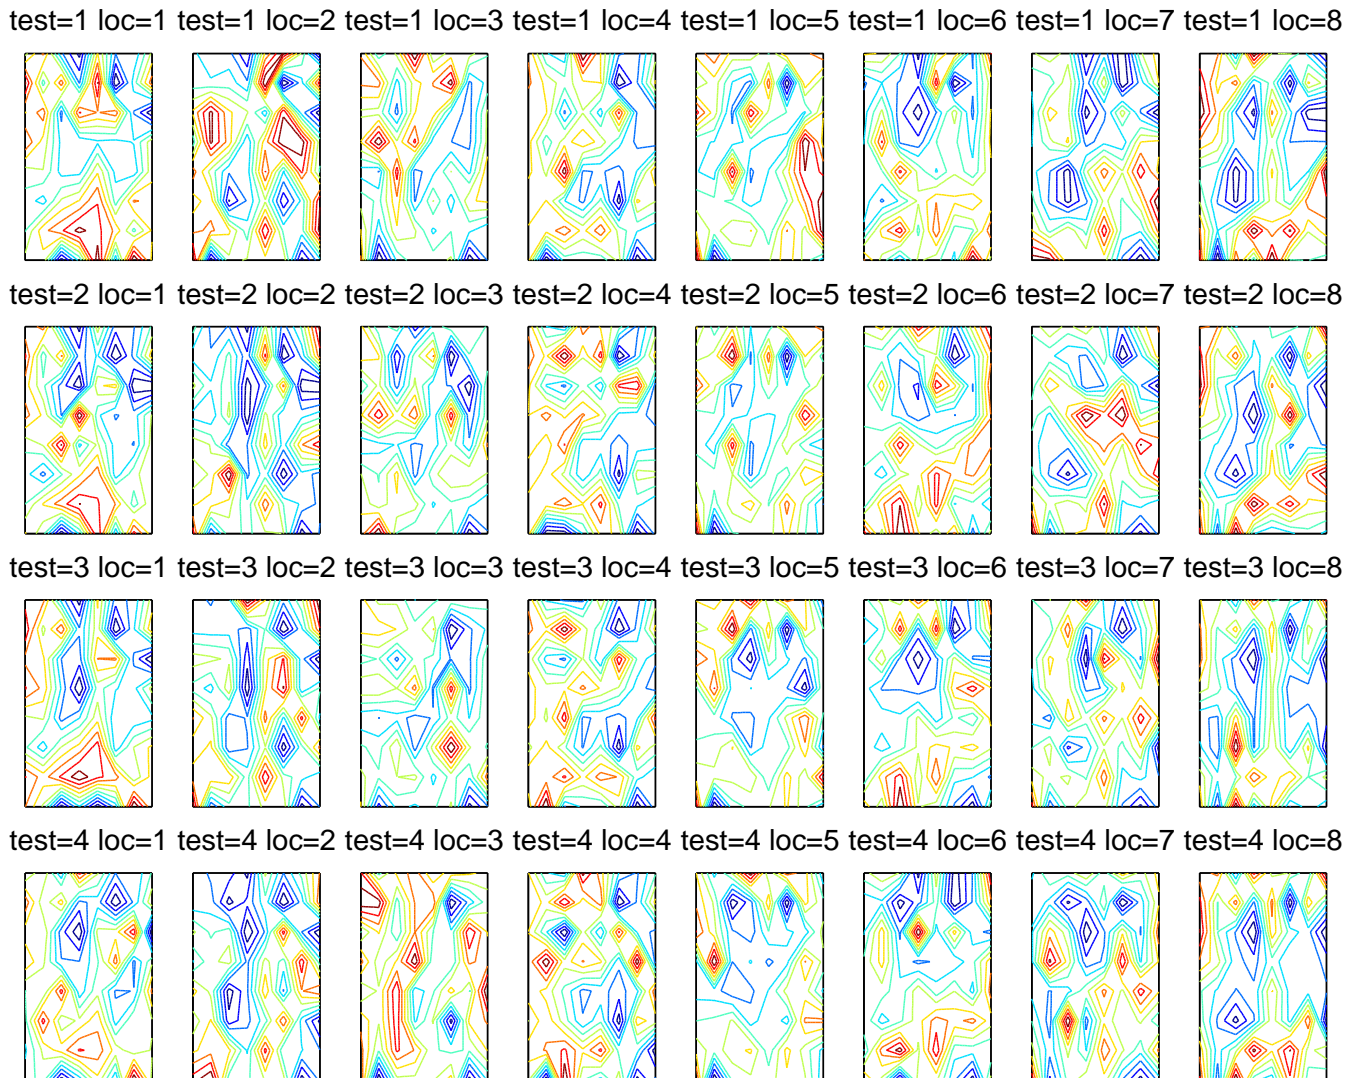 test=1 loc=1 test=1 loc=2 test=1 loc=3 test=1 loc=4 test=1 loc=5 test=1 loc=6 test=1 loc=7 test=1 loc=8
test=2 loc=1 test=2 loc=2 test=2 loc=3 test=2 loc=4 test=2 loc=5 test=2 loc=6 test=2 loc=7 test=2 loc=8
test=3 loc=1 test=3 loc=2 test=3 loc=3 test=3 loc=4 test=3 loc=5 test=3 loc=6 test=3 loc=7 test=3 loc=8
test=4 loc=1 test=4 loc=2 test=4 loc=3 test=4 loc=4 test=4 loc=5 test=4 loc=6 test=4 loc=7 test=4 loc=8